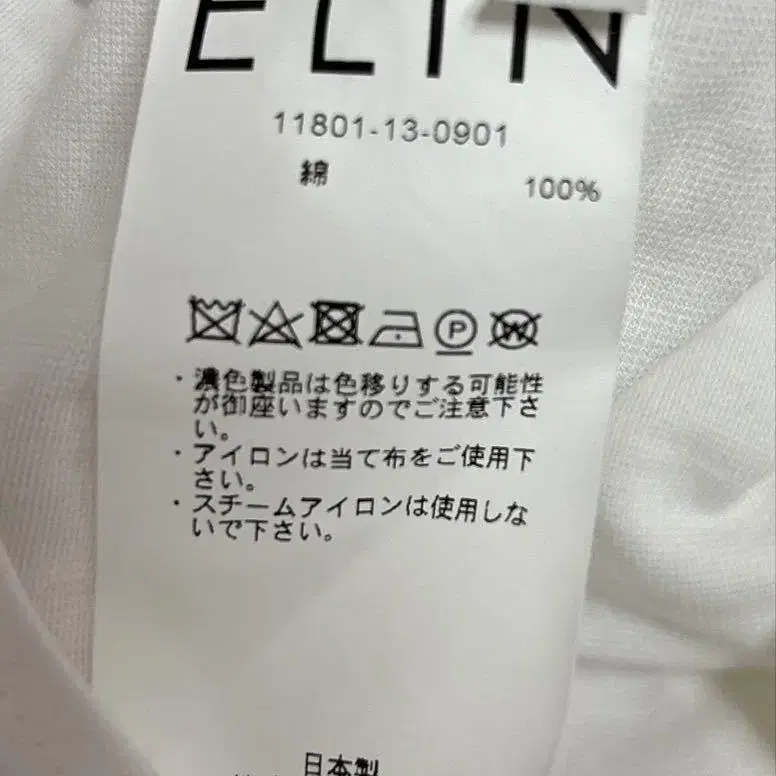 ELIN
11801-13-0901
綿 100%
P W
・濃色製品は色移りする可能性
が御座いますのでご注意下さ
い。
・アイロンは当て布をご使用下
さい。
・スチームアイロンは使用しな
いで下さい。
日本製